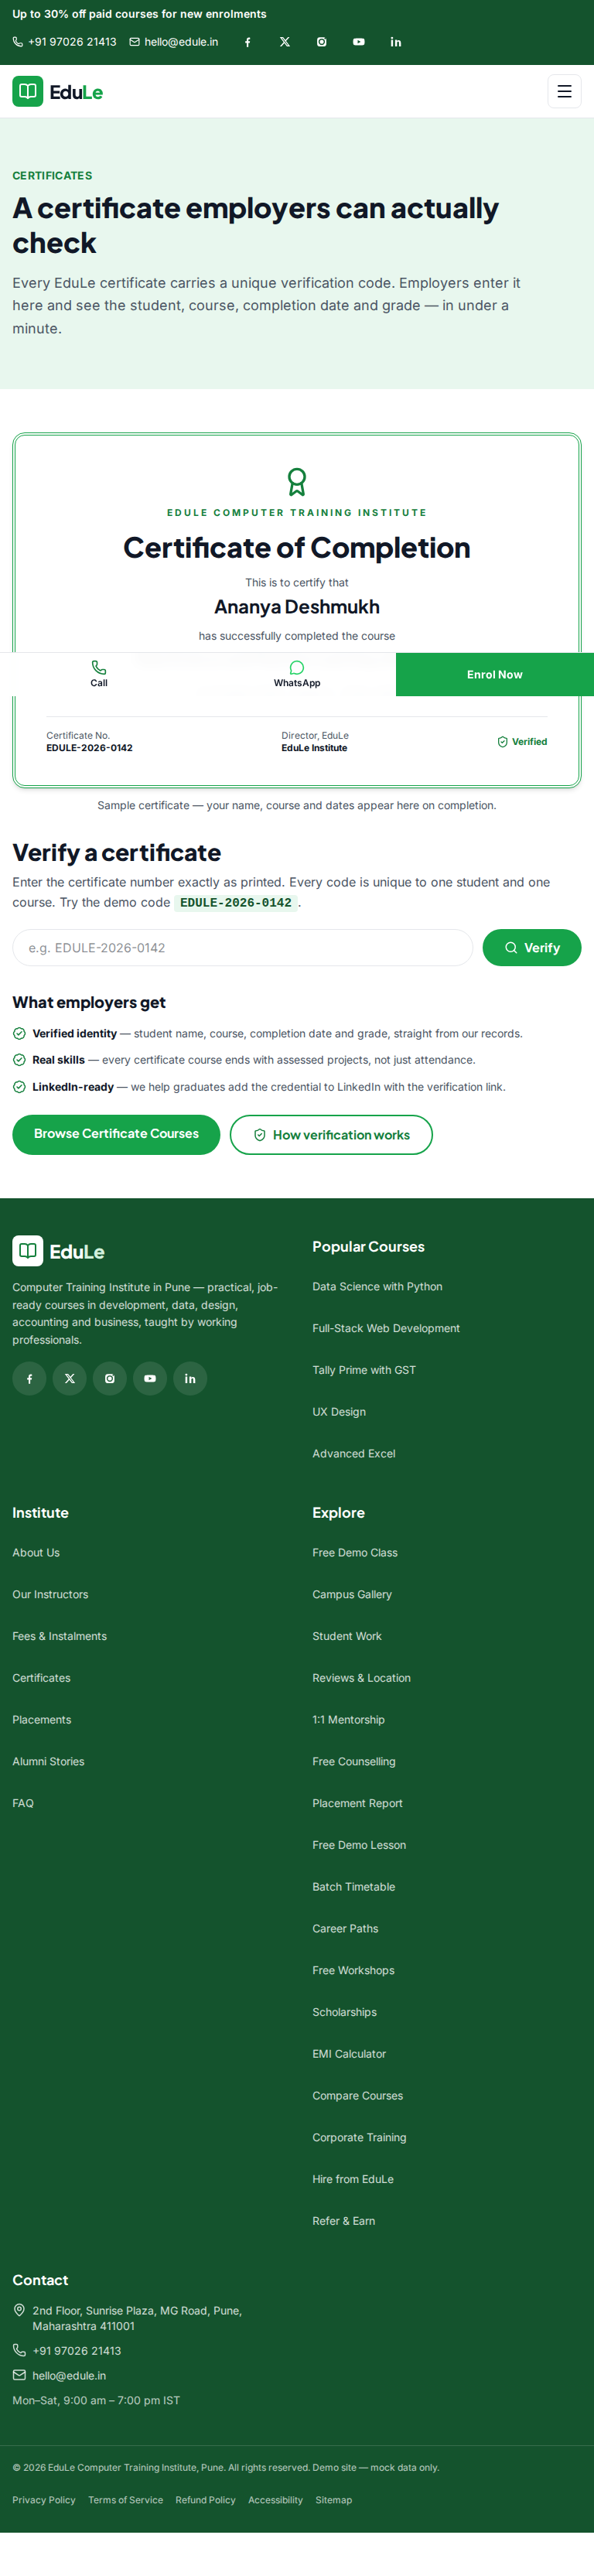 Up to 30% off paid courses for new enrolments
+91 97026 21413 hello@edule.in
EduLe
CERTIFICATES
A certificate employers can actually
check
Every EduLe certificate carries a unique verification code. Employers enter it
here and see the student, course, completion date and grade — in under a
minute.
EDULE COMPUTER TRAINING INSTITUTE
Certificate of Completion
This is to certify that
Ananya Deshmukh
has successfully completed the course
Call WhatsApp Enrol Now
Certificate No. Director, EduLe
EDULE-2026-0142 EduLe Institute Verified
Sample certificate — your name, course and dates appear here on completion.
Verify a certificate
Enter the certificate number exactly as printed. Every code is unique to one student and one
course. Try the demo code EDULE-2026-0142.
e.g. EDULE-2026-0142 Verify
What employers get
Verified identity — student name, course, completion date and grade, straight from our records.
Real skills — every certificate course ends with assessed projects, not just attendance.
LinkedIn-ready — we help graduates add the credential to LinkedIn with the verification link.
Browse Certificate Courses How verification works
EduLe
Computer Training Institute in Pune — practical, job-
ready courses in development, data, design,
accounting and business, taught by working
professionals.
Popular Courses
Data Science with Python
Full-Stack Web Development
Tally Prime with GST
UX Design
Advanced Excel
Institute
About Us
Our Instructors
Fees & Instalments
Certificates
Placements
Alumni Stories
FAQ
Explore
Free Demo Class
Campus Gallery
Student Work
Reviews & Location
1:1 Mentorship
Free Counselling
Placement Report
Free Demo Lesson
Batch Timetable
Career Paths
Free Workshops
Scholarships
EMI Calculator
Compare Courses
Corporate Training
Hire from EduLe
Refer & Earn
Contact
2nd Floor, Sunrise Plaza, MG Road, Pune,
Maharashtra 411001
+91 97026 21413
hello@edule.in
Mon–Sat, 9:00 am – 7:00 pm IST
© 2026 EduLe Computer Training Institute, Pune. All rights reserved. Demo site — mock data only.
Privacy Policy Terms of Service Refund Policy Accessibility Sitemap